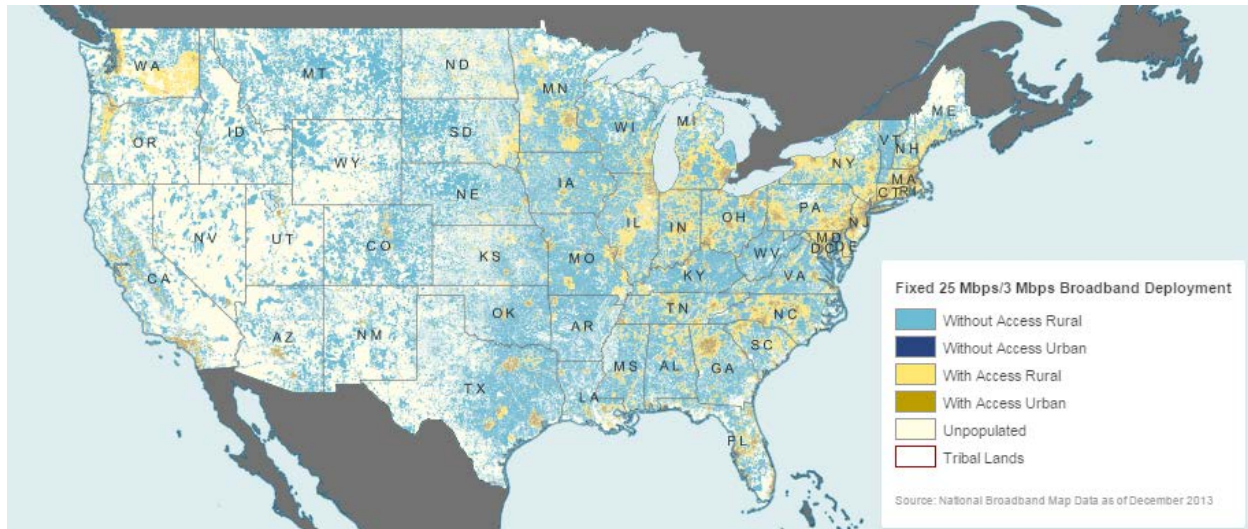 WA
MT
ND
MN
ME
OR
ID
SD
WI
MI
VT
NH
WY
NY
MA
CT
RI
NE
IA
PA
NV
UT
IL
IN
OH
NJ
CO
MD
DC
DE
CA
KS
MO
WV
KY
VA
TN
NC
AZ
NM
OK
AR
SC
MS
AL
GA
TX
LA
FL
Fixed 25 Mbps/3 Mbps Broadband Deployment
Without Access Rural
Without Access Urban
With Access Rural
With Access Urban
Unpopulated
Tribal Lands
Source: National Broadband Map Data as of December 2013